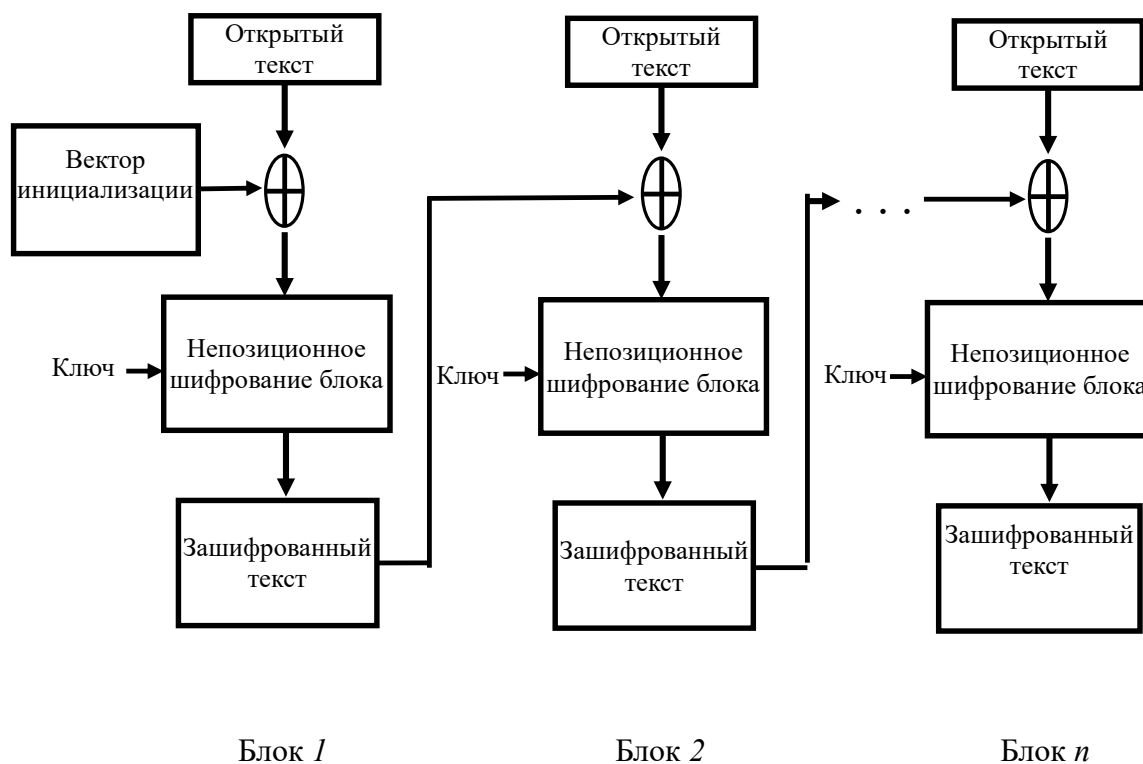 Открытый
текст
Открытый
текст
Открытый
текст
Вектор
инициализации
. . .
Ключ
Непозиционное
шифрование блока
Ключ
Непозиционное
шифрование блока
Ключ
Непозиционное
шифрование блока
Зашифрованный
текст
Зашифрованный
текст
Зашифрованный
текст
Блок 1
Блок 2
Блок n